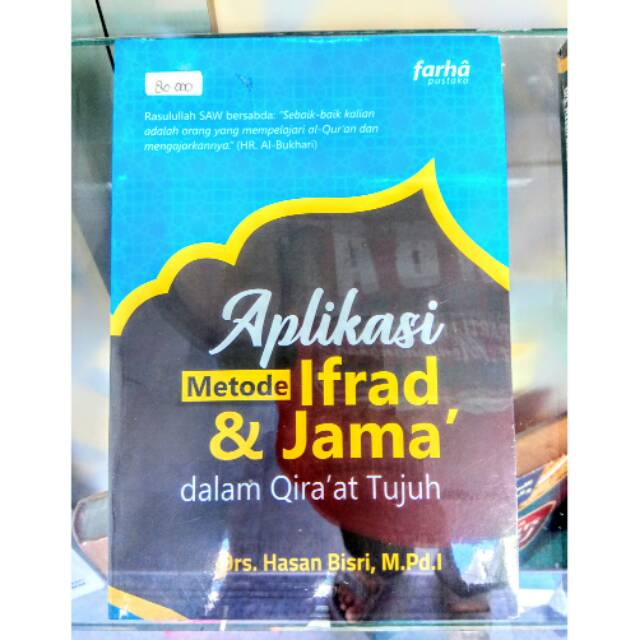 80.000
farhâ
pustaka
Rasulullah SAW bersabda: "Sebaik-baik kalian
adalah orang yang mempelajari al-Qur'an dan
mengajarkannya." (HR. Al-Bukhari)
Aplikasi
Metode Ifrad
& Jama'
dalam Qira'at Tujuh
Drs. Hasan Bisri, M.Pd.I